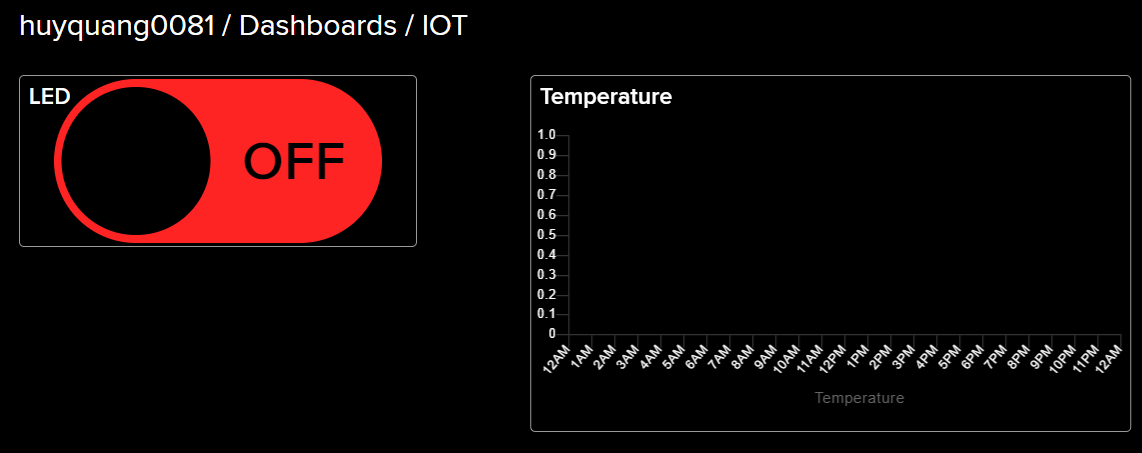 huyquang0081 / Dashboards / IOT
LED
OFF
Temperature
1.0
0.9
0.8
0.7
0.6
0.5
0.4
0.3
0.2
0.1
0
12AM 1AM 2AM 3AM 4AM 5AM 6AM 7AM 8AM 9AM 10AM 11AM 12PM 1PM 2PM 3PM 4PM 5PM 6PM 7PM 8PM 9PM 10PM 11PM 12AM
Temperature